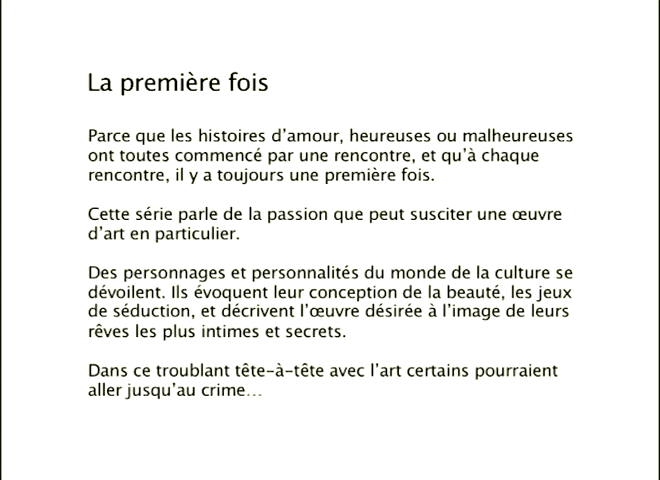 La première fois
Parce que les histoires d’amour, heureuses ou malheureuses
ont toutes commencé par une rencontre, et qu’à chaque
rencontre, il y a toujours une première fois.
Cette série parle de la passion que peut susciter une œuvre
d’art en particulier.
Des personnages et personnalités du monde de la culture se
dévoilent. Ils évoquent leur conception de la beauté, les jeux
de séduction, et décrivent l’œuvre désirée à l’image de leurs
rêves les plus intimes et secrets.
Dans ce troublant tête-à-tête avec l’art certains pourraient
aller jusqu’au crime…